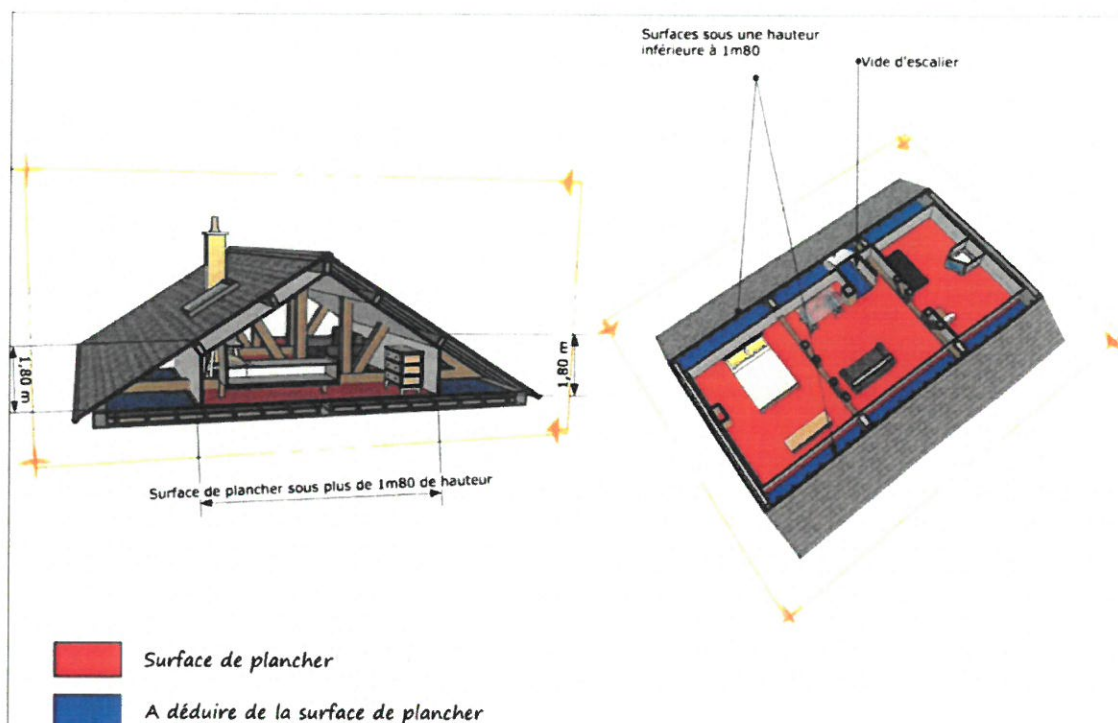 Surfaces sous une hauteur
inférieure à 1m80
Vide d'escalier
1,80 m
1,80 m
Surface de plancher sous plus de 1m80 de hauteur
Surface de plancher
A déduire de la surface de plancher